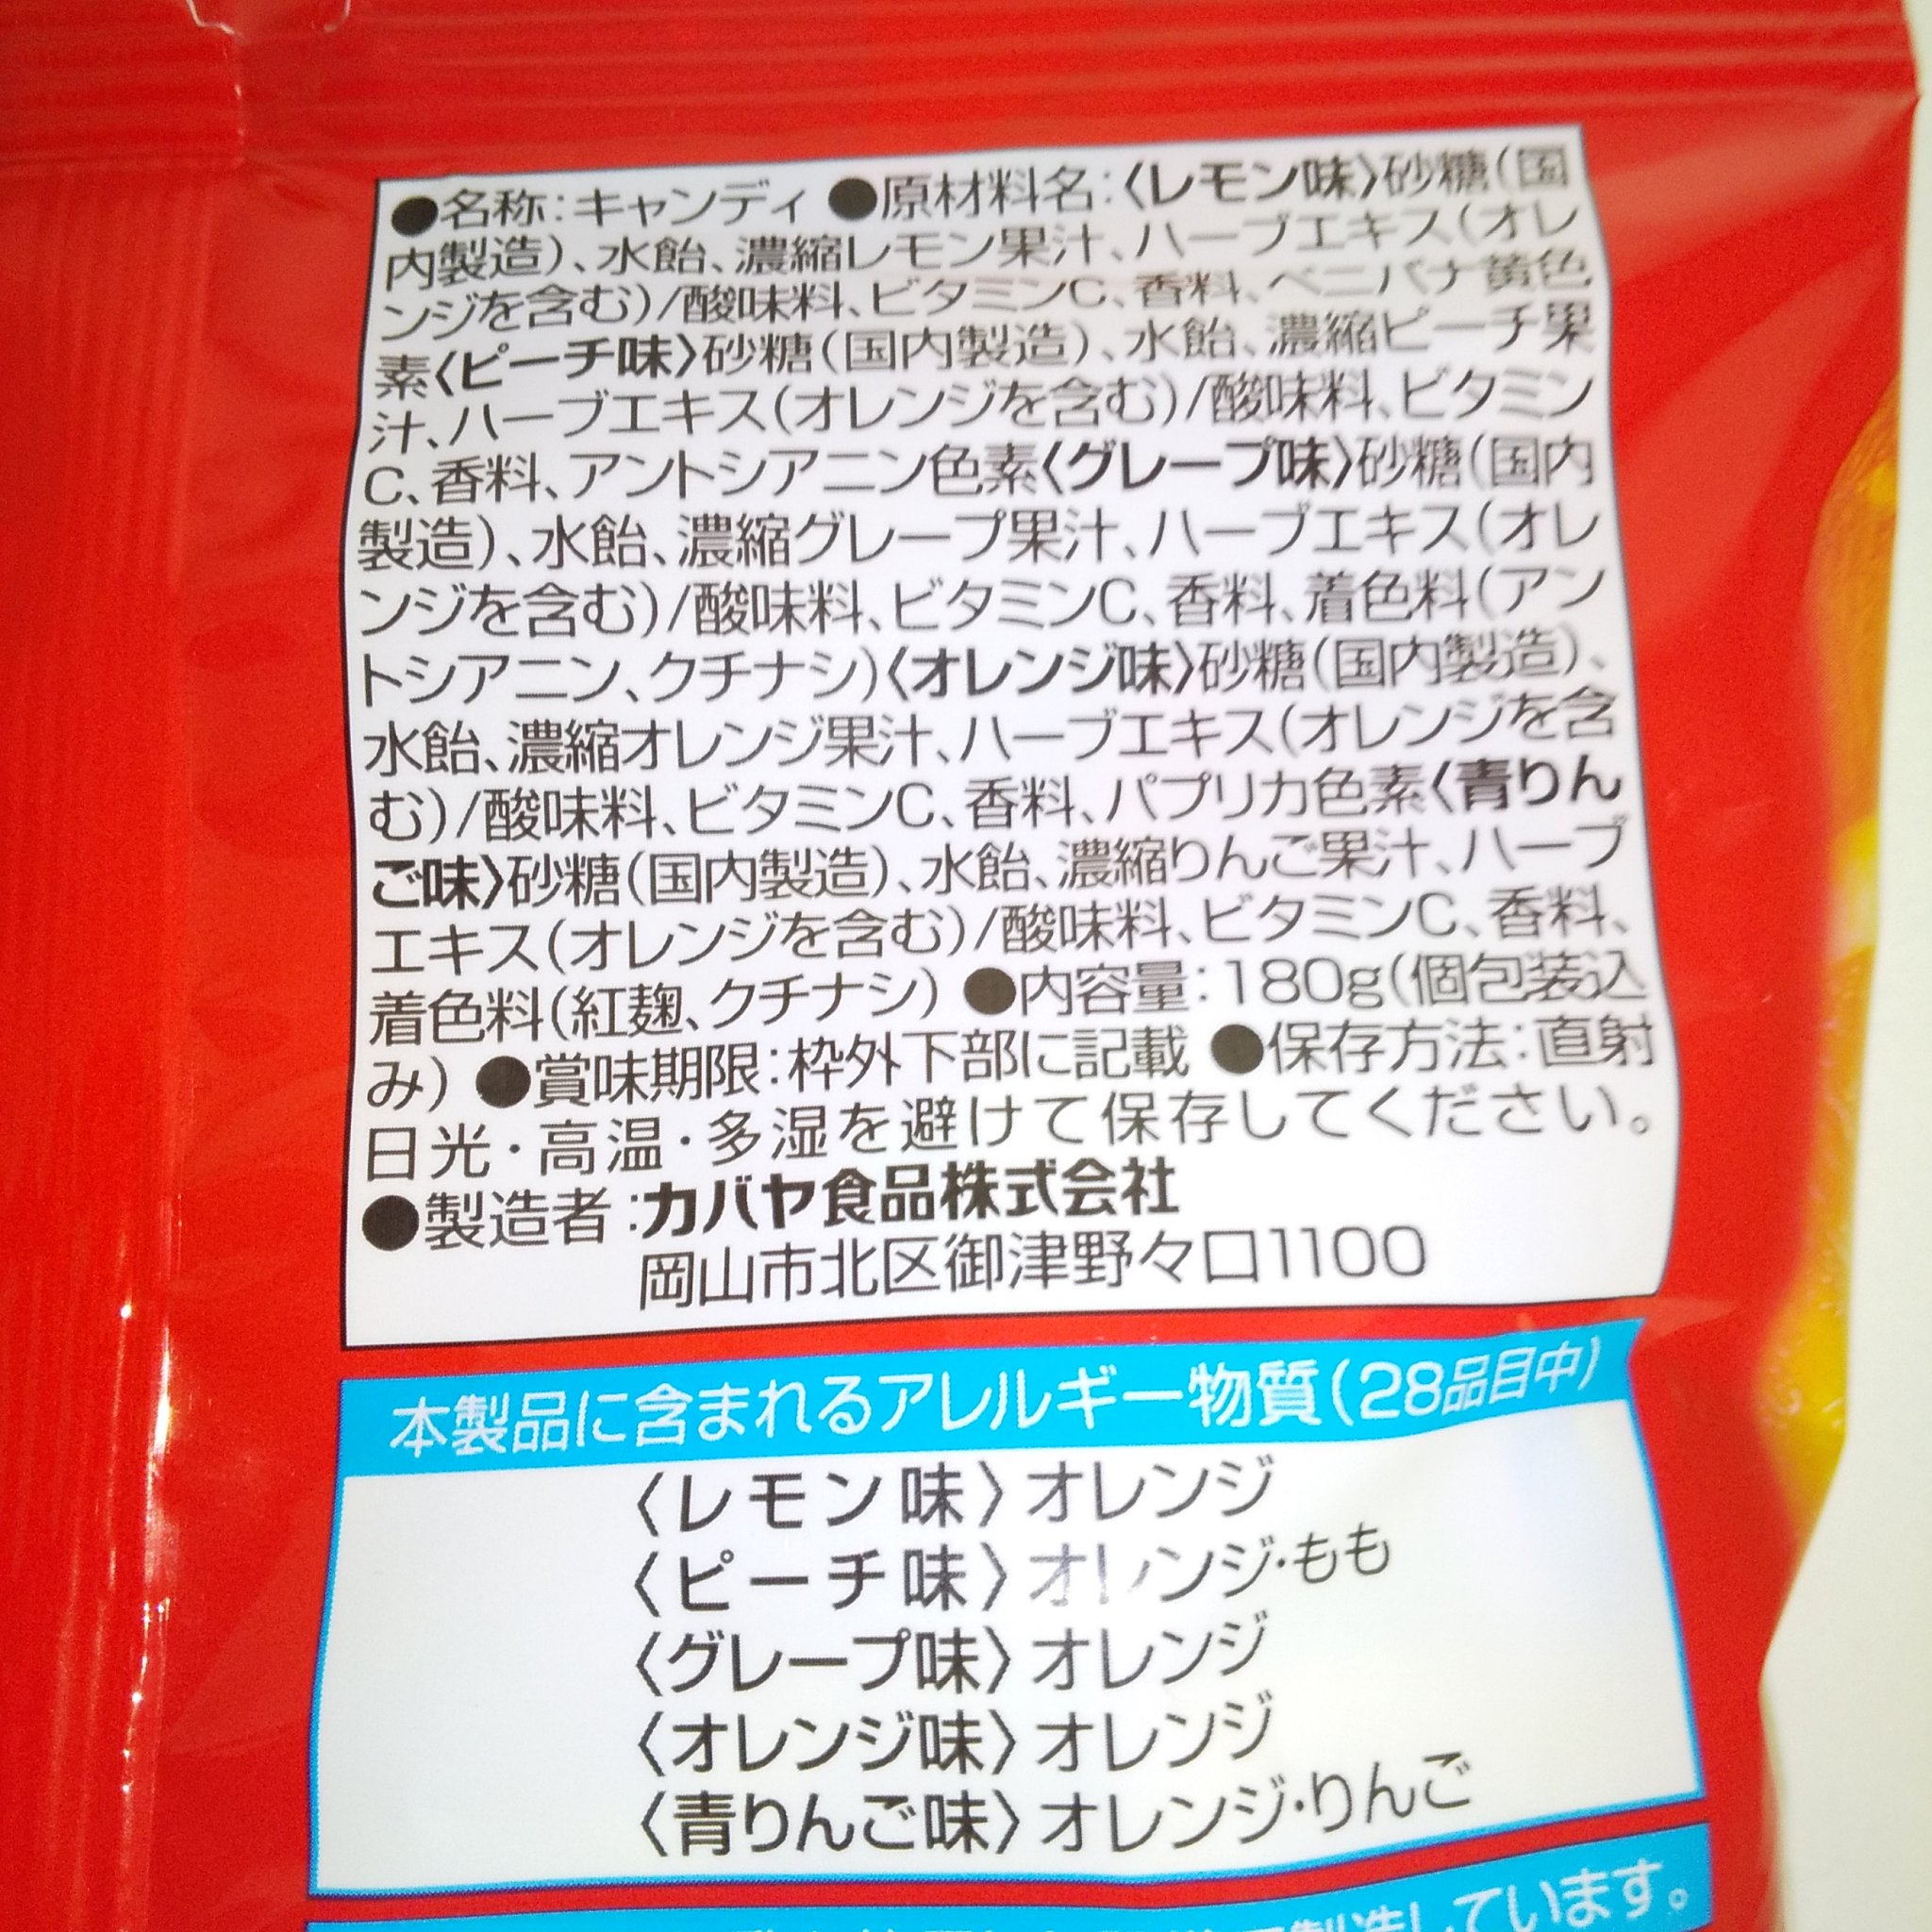 ●名称:キャンディ ●原材料名:〈レモン味〉砂糖(国
内製造)、水飴、濃縮レモン果汁、ハーブエキス(オレ
ンジを含む)/酸味料、ビタミンC、香料、ベニバナ黄色
素〈ピーチ味〉砂糖(国内製造)、水飴、濃縮ピーチ果
汁、ハーブエキス(オレンジを含む)/酸味料、ビタミン
C、香料、アントシアニン色素〈グレープ味〉砂糖(国内
製造)、水飴、濃縮グレープ果汁、ハーブエキス(オレ
ンジを含む)/酸味料、ビタミンC、香料、着色料(アン
トシアニン、クチナシ)〈オレンジ味〉砂糖(国内製造)、
水飴、濃縮オレンジ果汁、ハーブエキス(オレンジを含
む)/酸味料、ビタミンC、香料、パプリカ色素〈青りん
ご味〉砂糖(国内製造)、水飴、濃縮りんご果汁、ハーブ
エキス(オレンジを含む)/酸味料、ビタミンC、香料、
着色料(紅麹、クチナシ) ●内容量:180g(個包装込
み) ●賞味期限:枠外下部に記載 ●保存方法:直射
日光・高温・多湿を避けて保存してください。
●製造者:カバヤ食品株式会社
岡山市北区御津野々口1100
本製品に含まれるアレルギー物質(28品目中)
〈レモン味〉オレンジ
〈ピーチ味〉オレンジ・もも
〈グレープ味〉オレンジ
〈オレンジ味〉オレンジ
〈青りんご味〉オレンジ・りんご
製造しています。